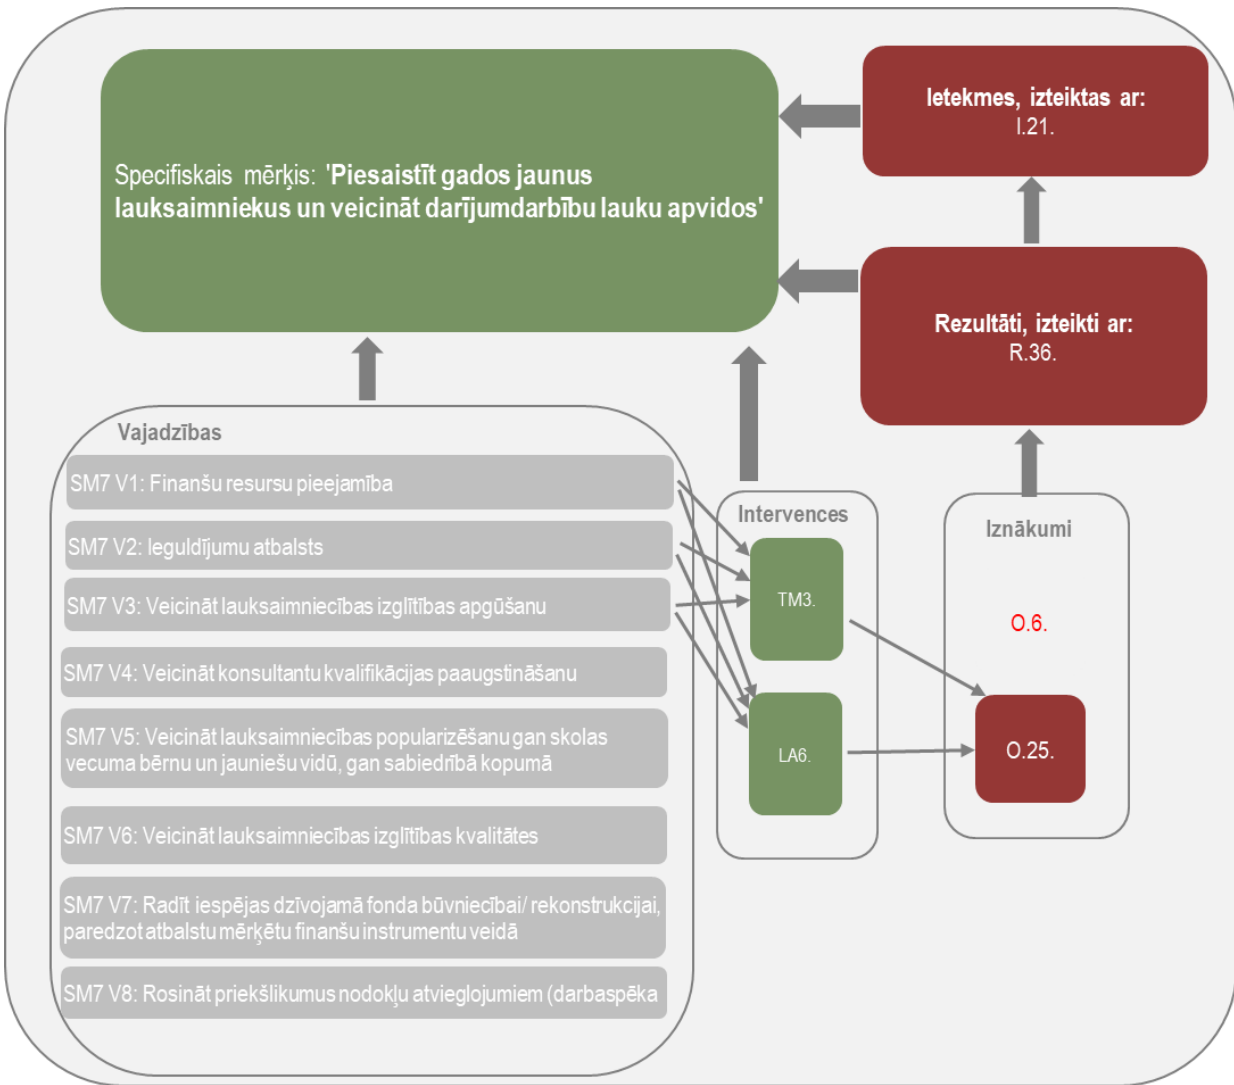 Specifiskais mērķis: 'Piesaistīt gados jaunus
lauksaimniekus un veicināt darījumdarbību lauku apvidos'
Ietekmes, izteiktas ar:
I.21.
Rezultāti, izteikti ar:
R.36.
Vajadzības
SM7 V1: Finanšu resursu pieejamība
SM7 V2: Ieguldījumu atbalsts
SM7 V3: Veicināt lauksaimniecības izglītības apgūšanu
SM7 V4: Veicināt konsultantu kvalifikācijas paaugstināšanu
SM7 V5: Veicināt lauksaimniecības popularizēšanu gan skolas
vecuma bērnu un jauniešu vidū, gan sabiedrībā kopumā
SM7 V6: Veicināt lauksaimniecības izglītības kvalitātes
SM7 V7: Radīt iespējas dzīvojamā fonda būvniecībai/ rekonstrukcijai,
paredzot atbalstu mērķētu finanšu instrumentu veidā
SM7 V8: Rosināt priekšlikumus nodokļu atvieglojumiem (darbaspēka
Intervences
TM3.
LA6.
Iznākumi
O.6.
O.25.